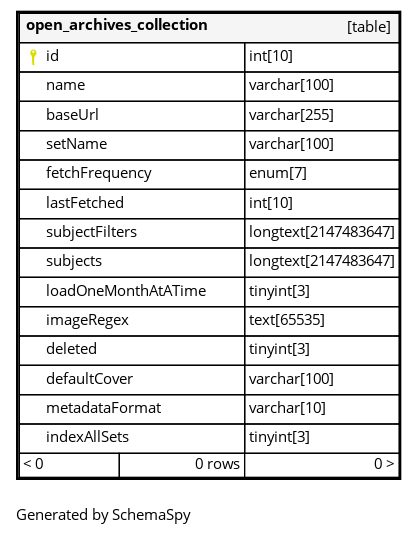 open_archives_collection [table]
id int[10]
name varchar[100]
baseUrl varchar[255]
setName varchar[100]
fetchFrequency enum[7]
lastFetched int[10]
subjectFilters longtext[2147483647]
subjects longtext[2147483647]
loadOneMonthAtATime tinyint[3]
imageRegex text[65535]
deleted tinyint[3]
defaultCover varchar[100]
metadataFormat varchar[10]
indexAllSets tinyint[3]
< 0 0 rows 0 >
Generated by SchemaSpy